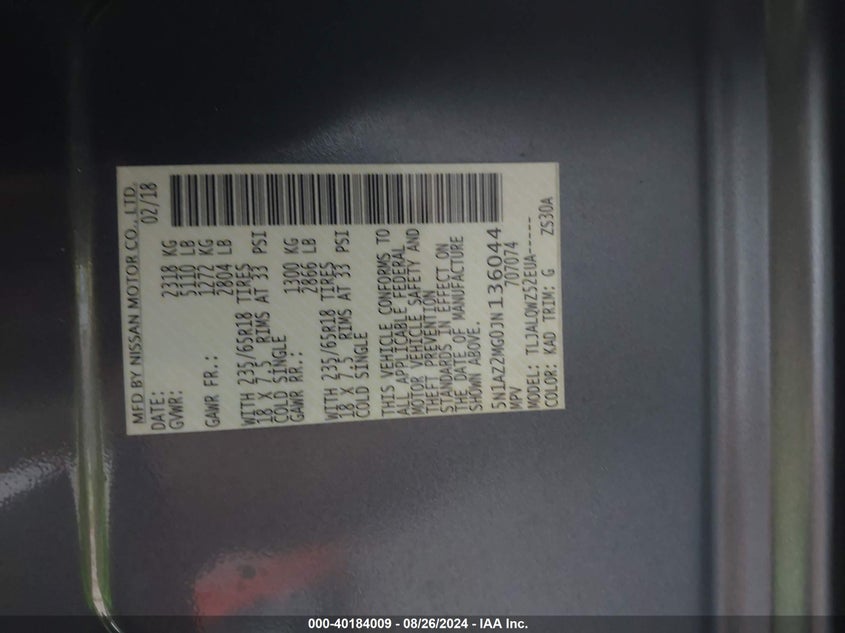 MFD BY NISSAN MOTOR CO., LTD.
DATE: 02/18
GVWR: 2318 KG
5110 LB
GAWR FR.: 1272 KG
2804 LB
WITH 235/65R18 TIRES
18 X 7.5 RIMS AT 33 PSI
COLD SINGLE
GAWR RR.: 1300 KG
2866 LB
WITH 235/65R18 TIRES
18 X 7.5 RIMS AT 33 PSI
COLD SINGLE
THIS VEHICLE CONFORMS TO
ALL APPLICABLE FEDERAL
MOTOR VEHICLE SAFETY AND
THEFT PREVENTION
STANDARDS IN EFFECT ON
THE DATE OF MANUFACTURE
SHOWN ABOVE.
5N1AZ2MG0JN136044
MPV 707074
MODEL: TLJALQWZ52EUA-----
COLOR: KAD TRIM: G ZS30A
000-40184009 - 08/26/2024 - IAA Inc.